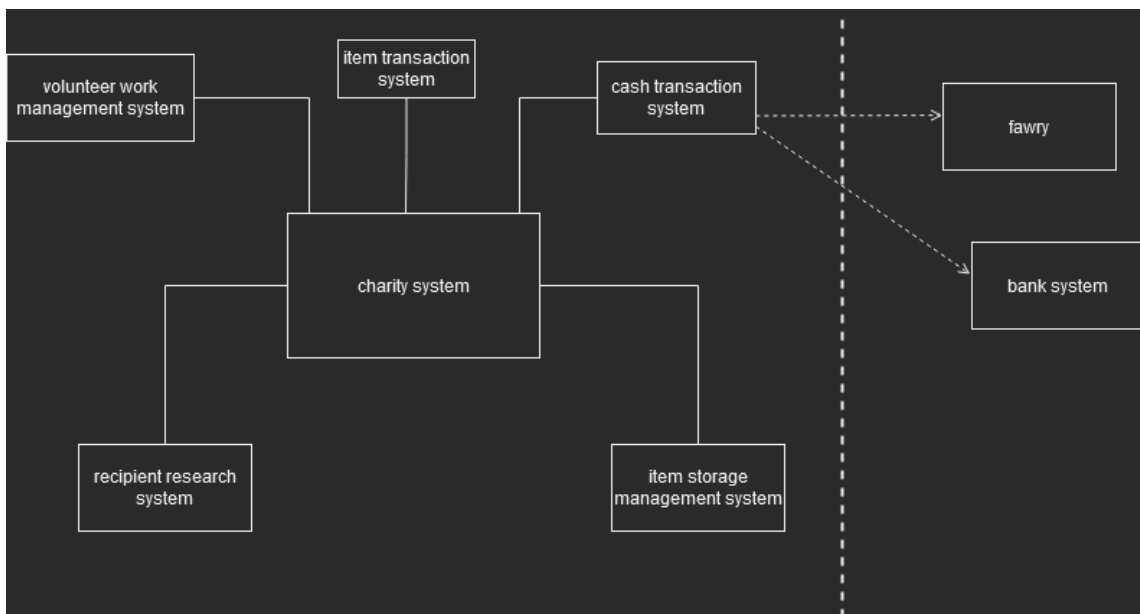 volunteer work
management system
item transaction
system
cash transaction
system
fawry
charity system
bank system
recipient research
system
item storage
management system